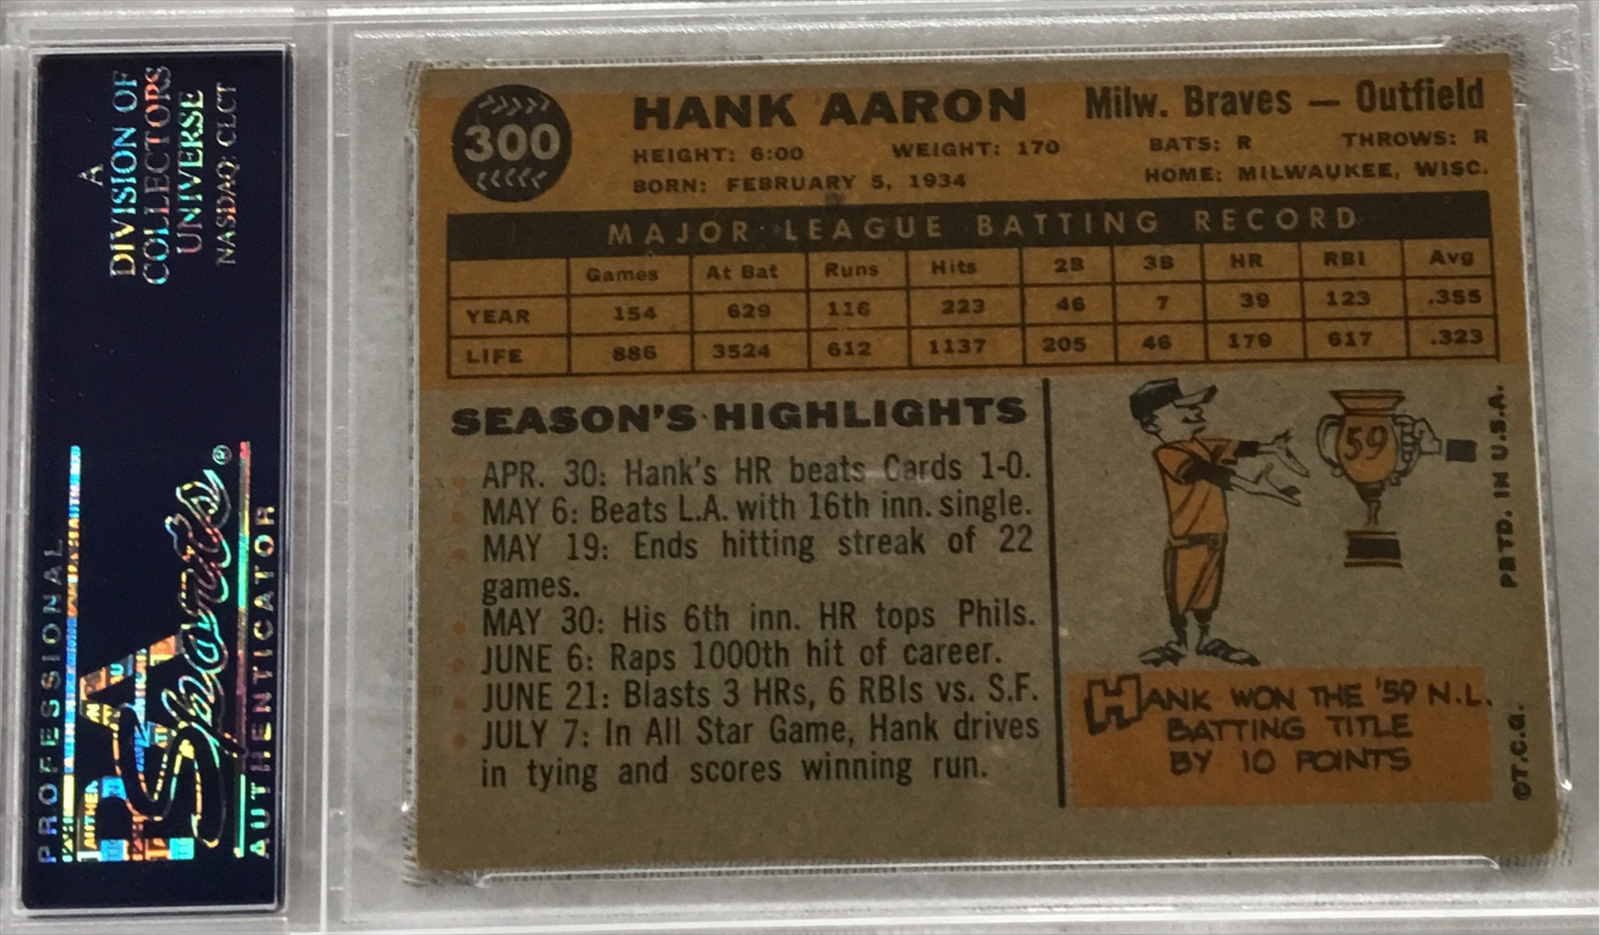 A
DIVISION OF
COLLECTORS
UNIVERSE
NASDAQ: CLCT
PROFESSIONAL
PSA
Sports®
AUTHENTICATOR
300
HANK AARON
Milw. Braves — Outfield
HEIGHT: 6:00 WEIGHT: 170 BATS: R THROWS: R
BORN: FEBRUARY 5, 1934 HOME: MILWAUKEE, WISC.
MAJOR LEAGUE BATTING RECORD
Games At Bat Runs Hits 2B 3B HR RBI Avg
YEAR 154 629 116 223 46 7 39 123 .355
LIFE 886 3524 612 1137 205 46 179 617 .323
SEASON'S HIGHLIGHTS
APR. 30: Hank's HR beats Cards 1-0.
MAY 6: Beats L.A. with 16th inn. single.
MAY 19: Ends hitting streak of 22
games.
MAY 30: His 6th inn. HR tops Phils.
JUNE 6: Raps 1000th hit of career.
JUNE 21: Blasts 3 HRs, 6 RBIs vs. S.F.
JULY 7: In All Star Game, Hank drives
in tying and scores winning run.
59
HANK WON THE '59 N.L.
BATTING TITLE
BY 10 POINTS
©T.C.G. PRTD. IN U.S.A.